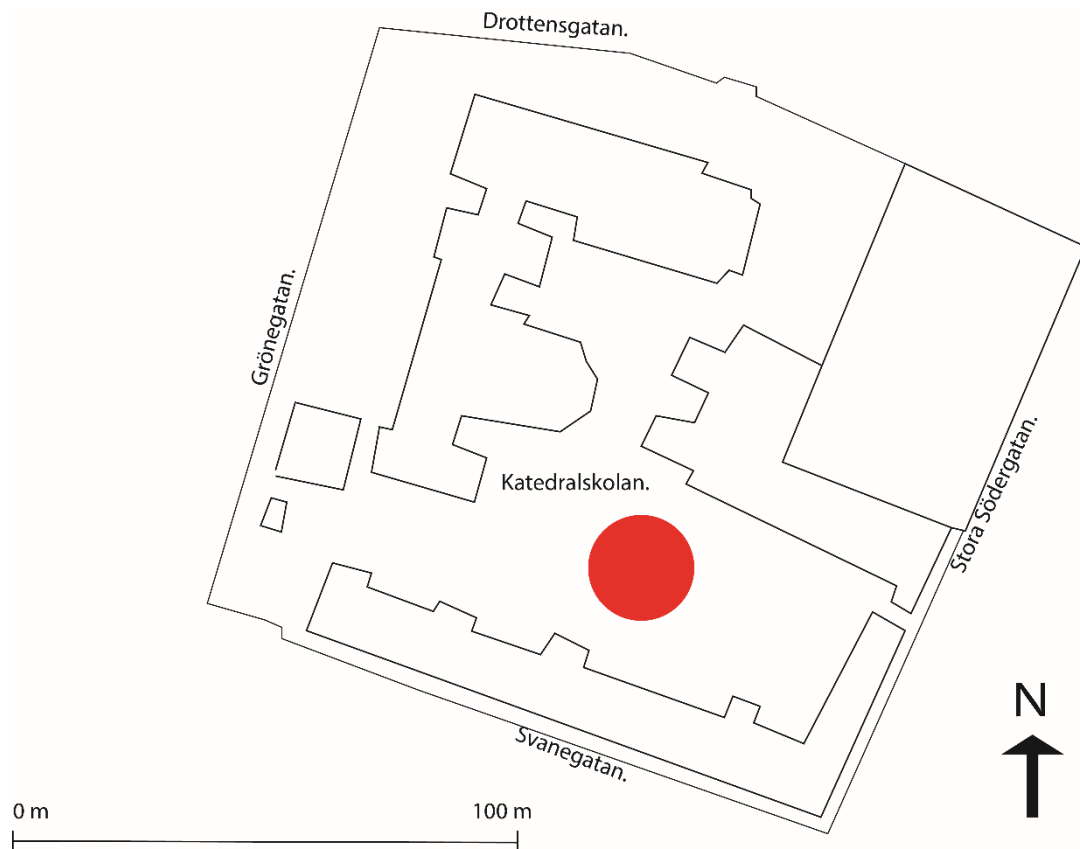 Drottensgatan.
Grönegatan.
Katedralskolan.
Stora Södergatan.
Svanegatan.
N
0 m
100 m